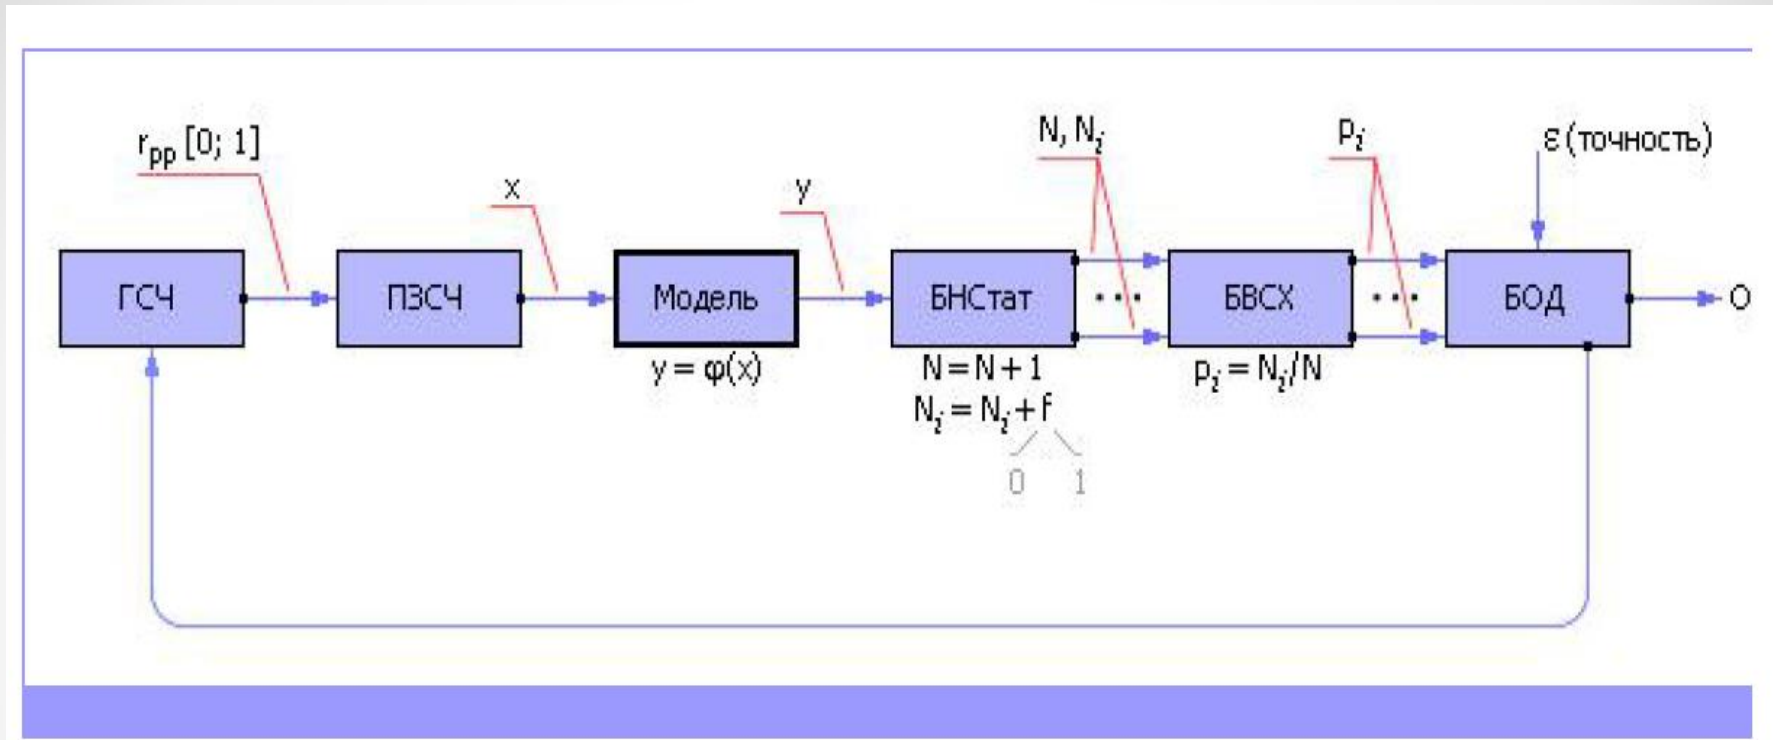 r_pp [0; 1]
x
y
N, N_i
p_i
ε (точность)
ГСЧ
ПЗСЧ
Модель
БНСтат
...
БВСХ
...
БОД
О
y = φ(x)
N = N + 1
p_i = N_i/N
N_i = N_i + f
0 1